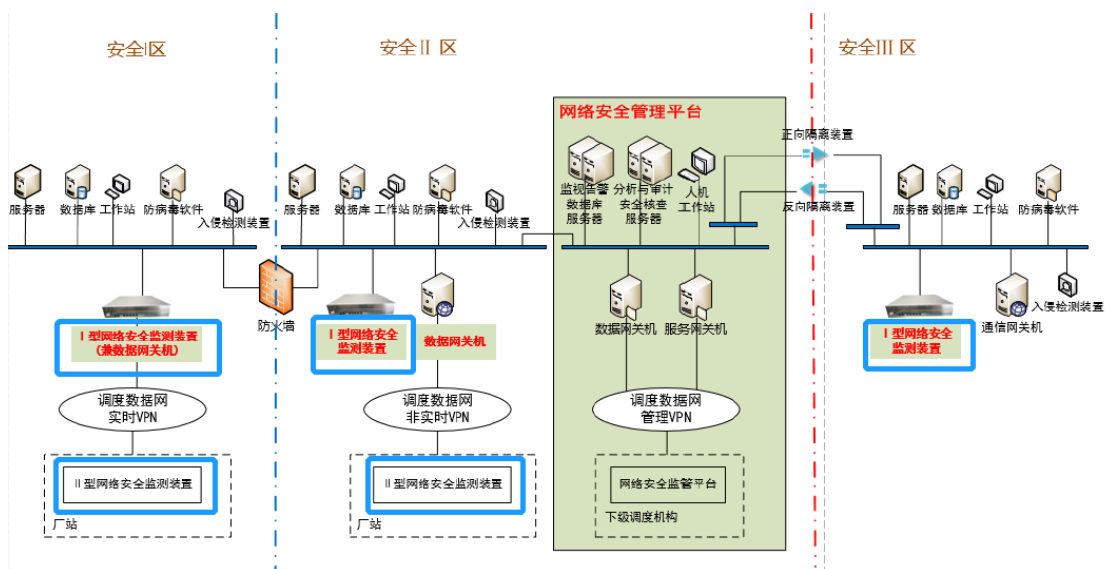 安全Ⅰ区
安全Ⅱ区
安全Ⅲ区
网络安全管理平台
正向隔离装置
反向隔离装置
服务器
数据库
工作站
防病毒软件
入侵检测装置
服务器
数据库
工作站
防病毒软件
入侵检测装置
监视告警
数据库
服务器
分析与审计
安全核查
服务器
人机
工作站
服务器
数据库
工作站
防病毒软件
防火墙
Ⅰ型网络安全监测装置
(兼数据网关机)
Ⅰ型网络安全
监测装置
数据网关机
数据网关机
服务网关机
Ⅰ型网络安全
监测装置
通信网关机
入侵检测装置
调度数据网
实时VPN
调度数据网
非实时VPN
调度数据网
管理VPN
Ⅱ型网络安全监测装置
厂站
Ⅱ型网络安全监测装置
厂站
网络安全监管平台
下级调度机构